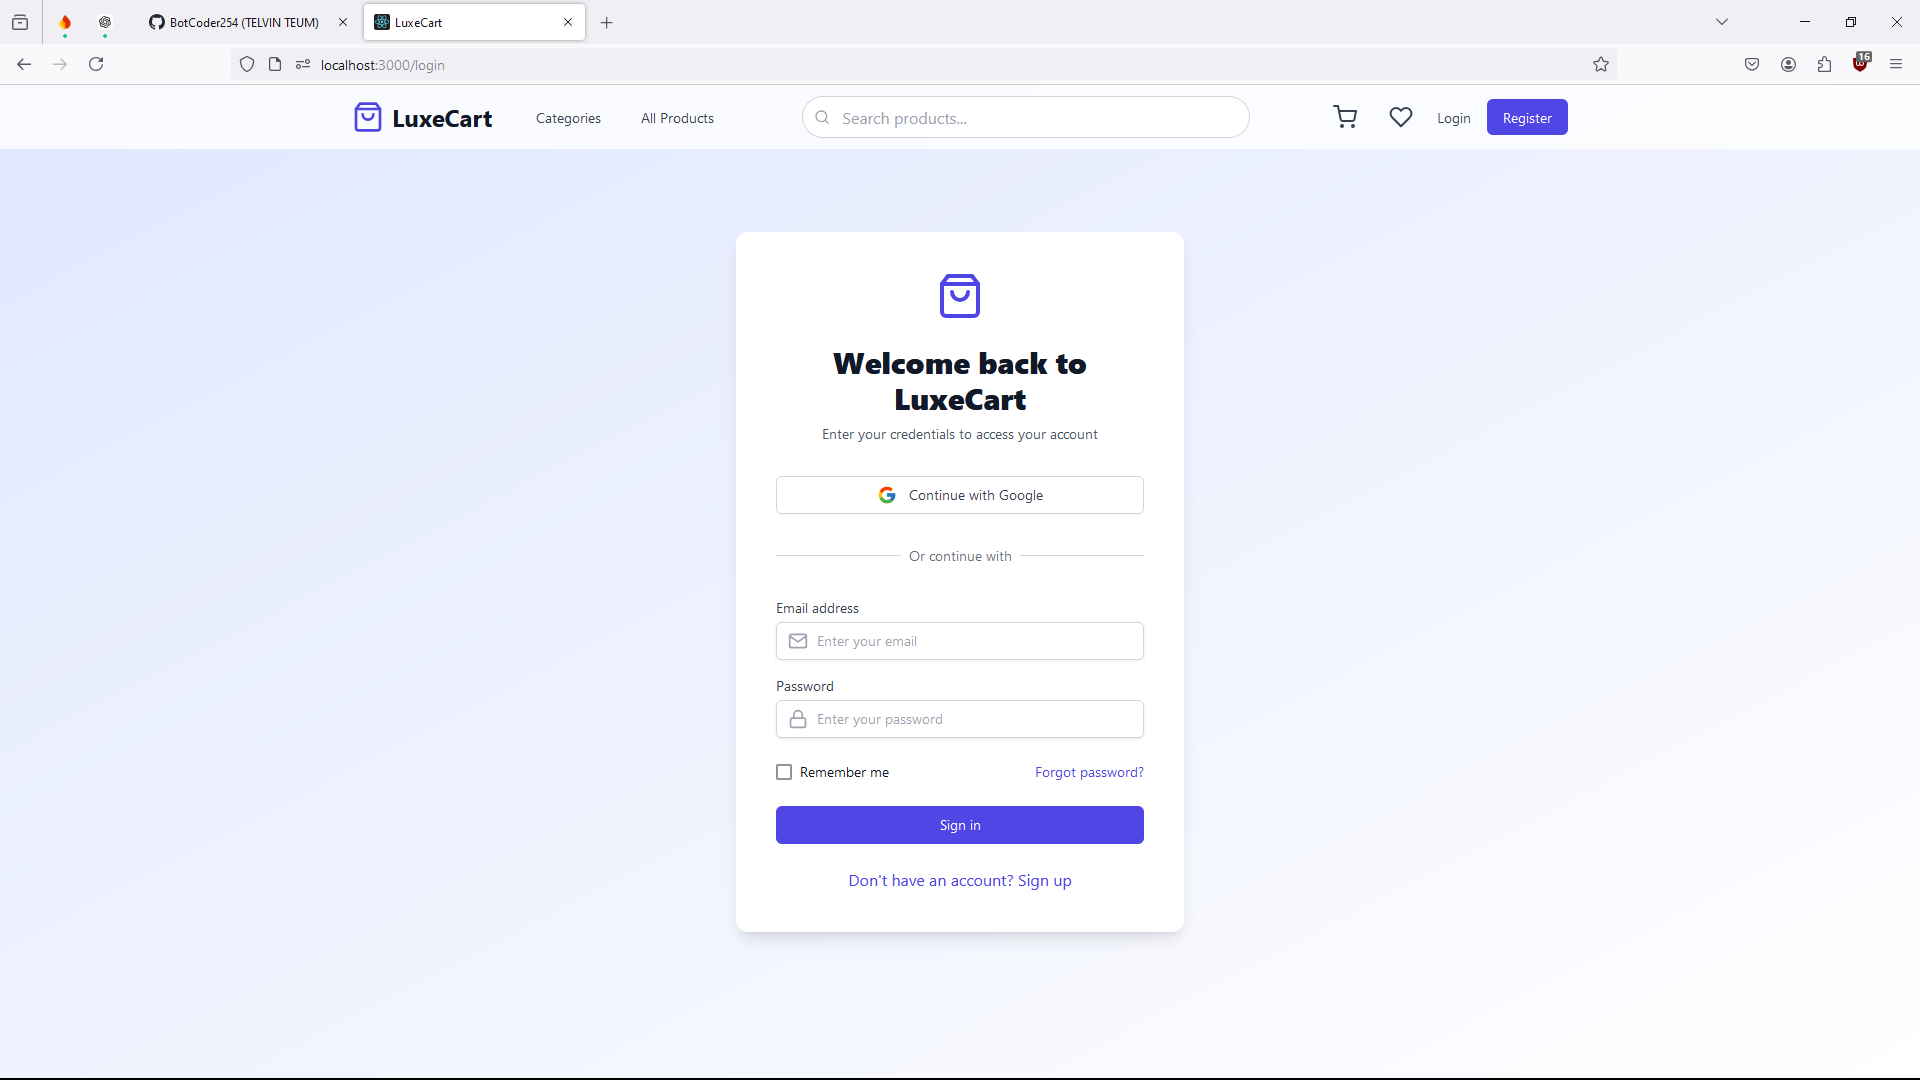 BotCoder254 (TELVIN TEUM)
LuxeCart
localhost:3000/login
16
LuxeCart
Categories
All Products
Search products...
Login
Register
Welcome back to
LuxeCart
Enter your credentials to access your account
Continue with Google
Or continue with
Email address
Enter your email
Password
Enter your password
Remember me
Forgot password?
Sign in
Don't have an account? Sign up